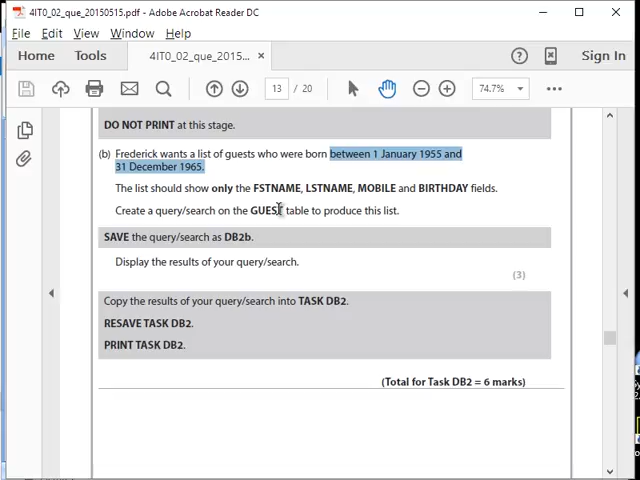 4IT0_02_que_20150515.pdf - Adobe Acrobat Reader DC
File Edit View Window Help
Home Tools 4IT0_02_que_2015... × Sign In
13 / 20 74.7%
DO NOT PRINT at this stage.
(b) Frederick wants a list of guests who were born between 1 January 1955 and
31 December 1965.
The list should show only the FSTNAME, LSTNAME, MOBILE and BIRTHDAY fields.
Create a query/search on the GUEST table to produce this list.
SAVE the query/search as DB2b.
Display the results of your query/search.
(3)
Copy the results of your query/search into TASK DB2.
RESAVE TASK DB2.
PRINT TASK DB2.
(Total for Task DB2 = 6 marks)